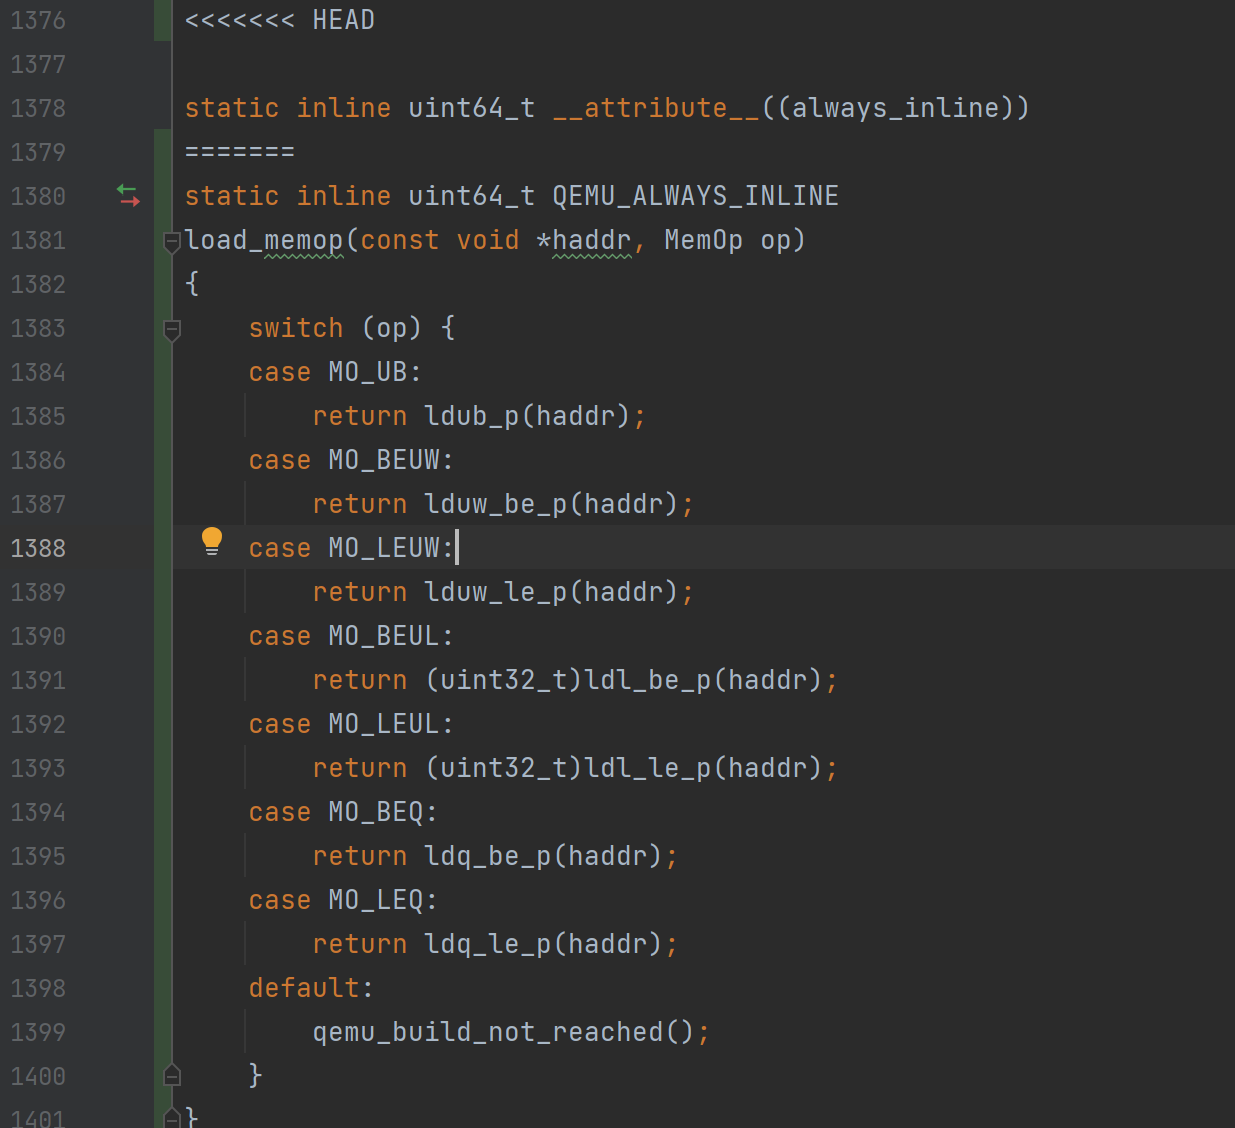 1376 <<<<<<< HEAD
1377
1378 static inline uint64_t __attribute__((always_inline))
1379 =======
1380 static inline uint64_t QEMU_ALWAYS_INLINE
1381 load_memop(const void *haddr, MemOp op)
1382 {
1383     switch (op) {
1384     case MO_UB:
1385         return ldub_p(haddr);
1386     case MO_BEUW:
1387         return lduw_be_p(haddr);
1388     case MO_LEUW:
1389         return lduw_le_p(haddr);
1390     case MO_BEUL:
1391         return (uint32_t)ldl_be_p(haddr);
1392     case MO_LEUL:
1393         return (uint32_t)ldl_le_p(haddr);
1394     case MO_BEQ:
1395         return ldq_be_p(haddr);
1396     case MO_LEQ:
1397         return ldq_le_p(haddr);
1398     default:
1399         qemu_build_not_reached();
1400     }
1401 }